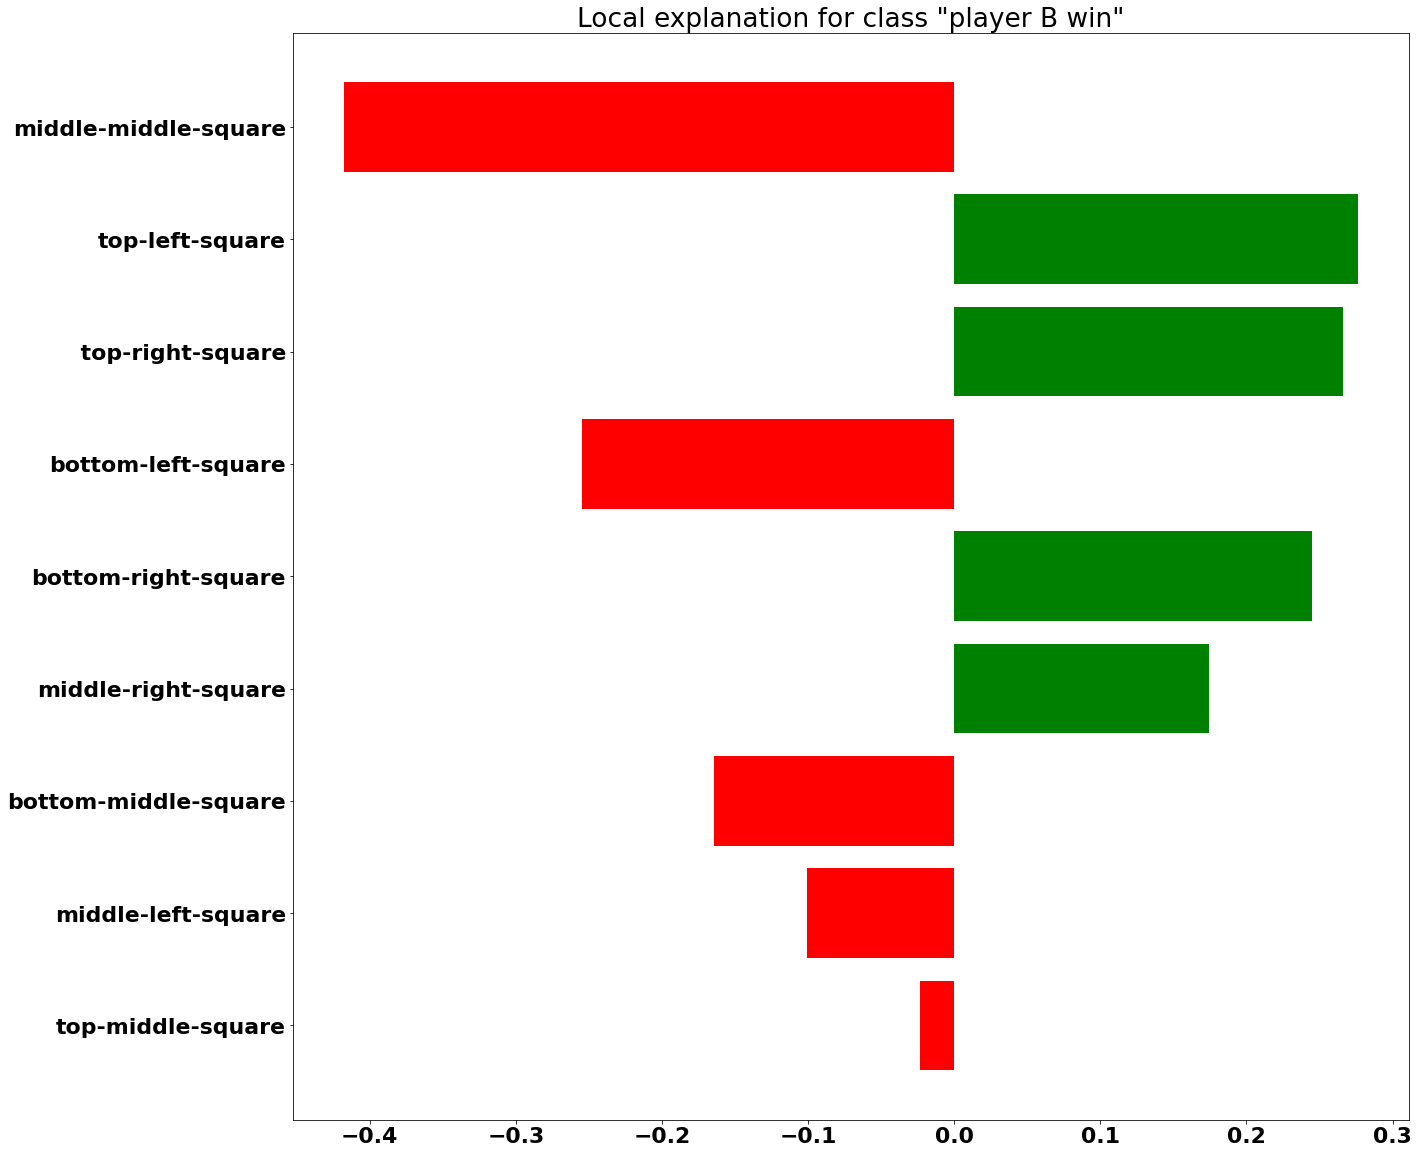 Local explanation for class "player B win"
middle-middle-square
top-left-square
top-right-square
bottom-left-square
bottom-right-square
middle-right-square
bottom-middle-square
middle-left-square
top-middle-square
−0.4 −0.3 −0.2 −0.1 0.0 0.1 0.2 0.3